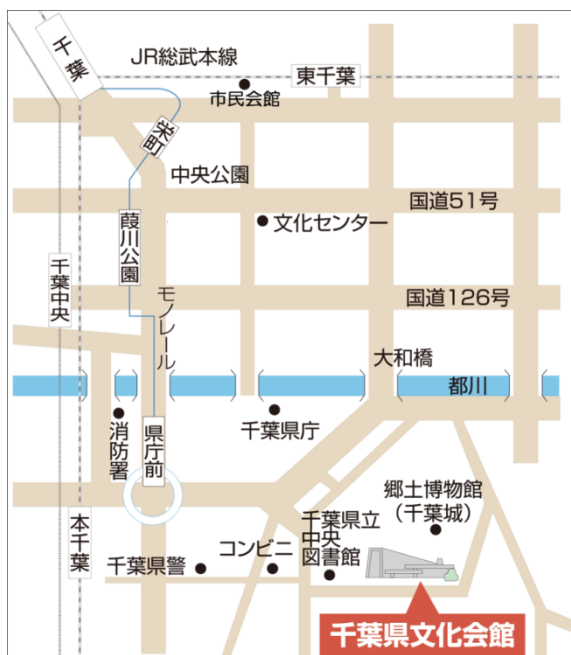 千葉
JR総武本線
東千葉
市民会館
栄町
中央公園
国道51号
葭川公園
文化センター
千葉中央
モノレール
国道126号
大和橋
都川
消防署
県庁前
千葉県庁
本千葉
郷土博物館
（千葉城）
千葉県立
中央
図書館
コンビニ
千葉県警
千葉県文化会館